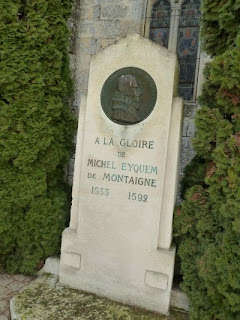 A LA GLOIRE
DE
MICHEL EYQUEM
DE MONTAIGNE
1533 1592